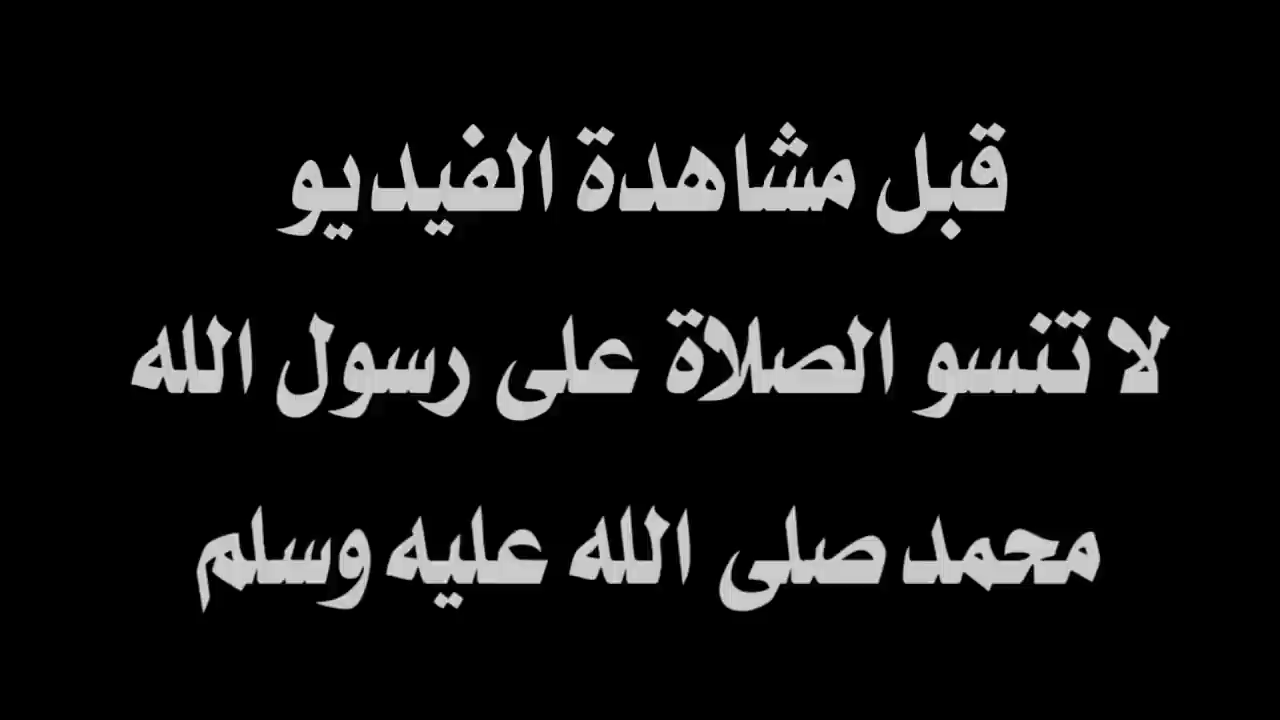 قبل مشاهدة الفيديو
لا تنسو الصلاة على رسول الله
محمد صلى الله عليه وسلم